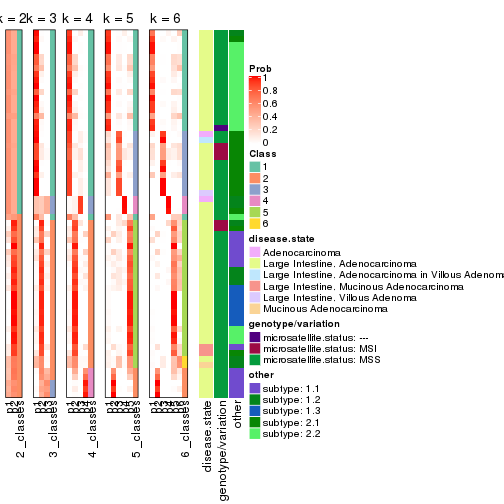 k = 2 k = 3 k = 4 k = 5 k = 6
Prob
1
0.8
0.6
0.4
0.2
0
Class
1
2
3
4
5
6
disease.state
Adenocarcinoma
Large Intestine. Adenocarcinoma
Large Intestine. Adenocarcinoma in Villous Adenoma
Large Intestine. Mucinous Adenocarcinoma
Large Intestine. Villous Adenoma
Mucinous Adenocarcinoma
genotype/variation
microsatellite.status: ---
microsatellite.status: MSI
microsatellite.status: MSS
other
subtype: 1.1
subtype: 1.2
subtype: 1.3
subtype: 2.1
subtype: 2.2
2_classes
3_classes
4_classes
5_classes
6_classes
disease.state
genotype/variation
other